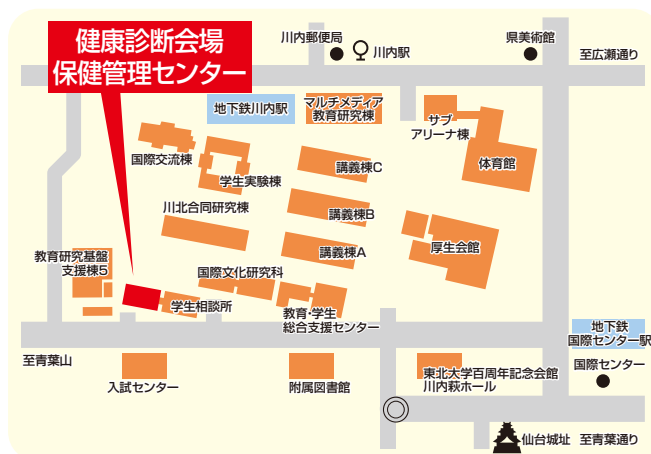 健康診断会場
保健管理センター
川内郵便局
川内駅
県美術館
至広瀬通り
地下鉄川内駅
マルチメディア
教育研究棟
サブ
アリーナ棟
体育館
国際交流棟
学生実験棟
講義棟C
川北合同研究棟
講義棟B
講義棟A
厚生会館
教育研究基盤
支援棟5
国際文化研究科
学生相談所
教育・学生
総合支援センター
地下鉄
国際センター駅
至青葉山
入試センター
附属図書館
東北大学百周年記念会館
川内萩ホール
国際センター
仙台城址
至青葉通り